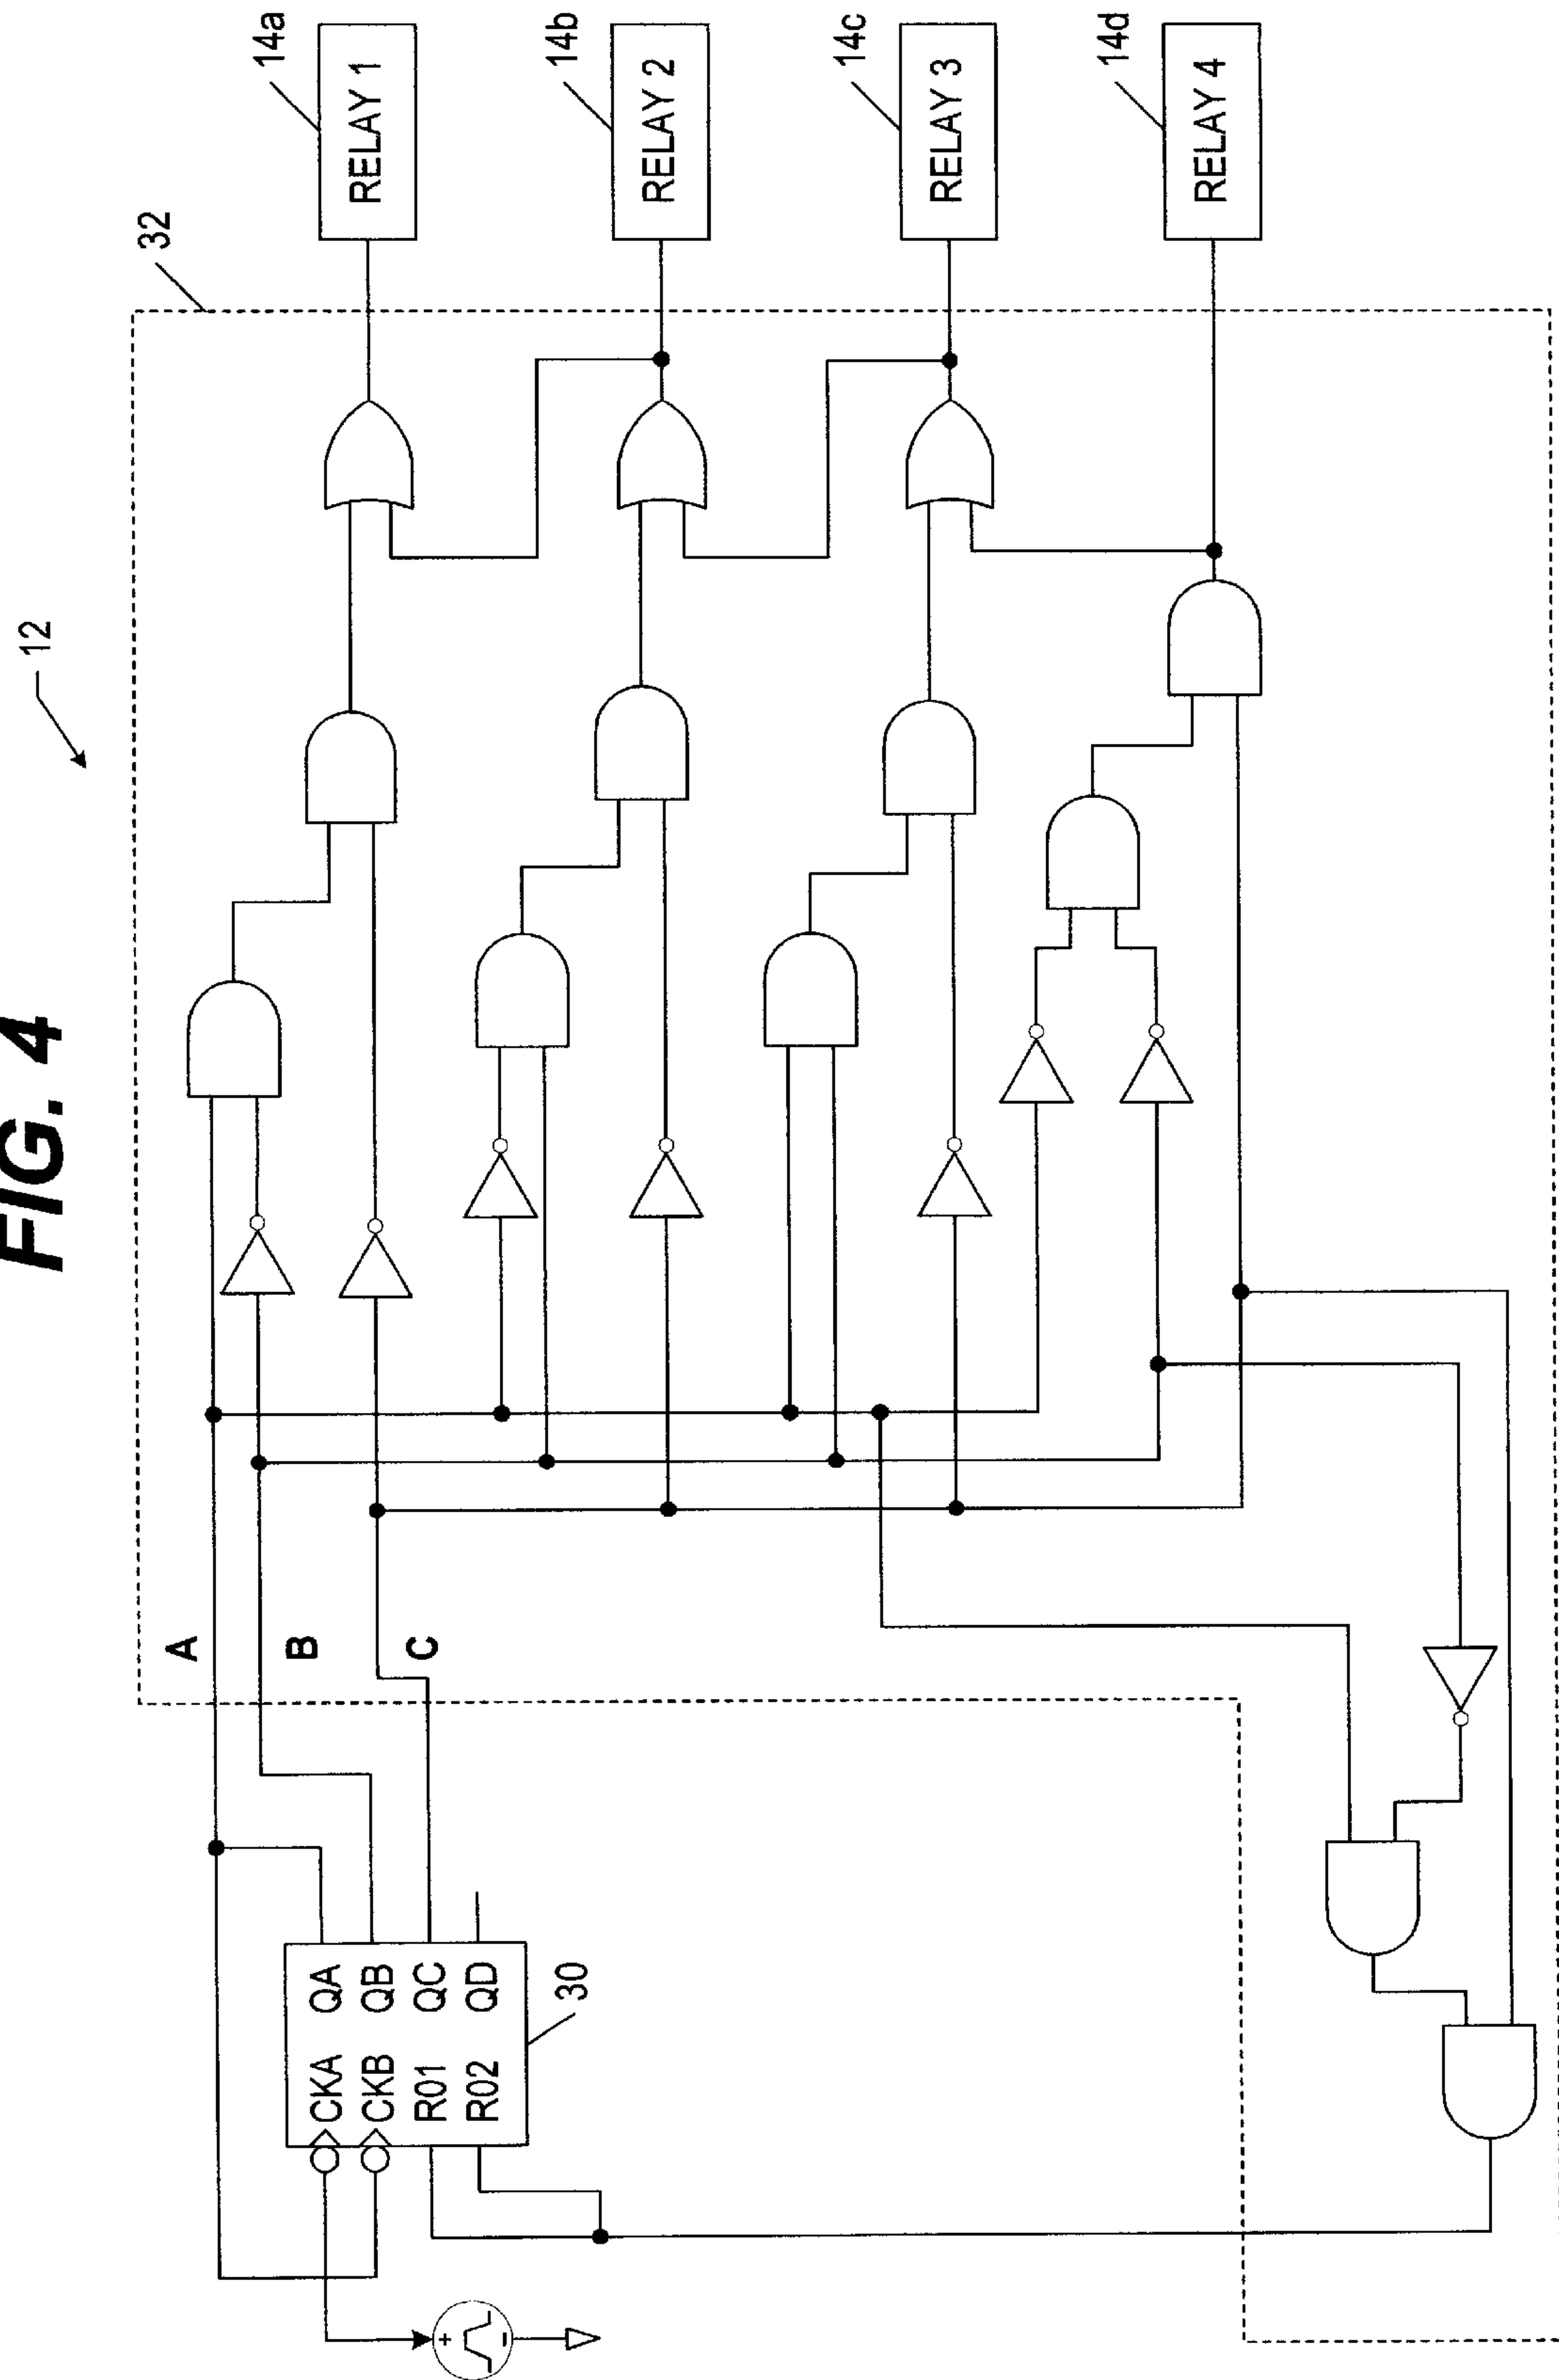 FIG. 4
12
32
14a
RELAY 1
14b
RELAY 2
14c
RELAY 3
14d
RELAY 4
A
B
C
CKA QA
CKB QB
R01 QC
R02 QD
30
+
-